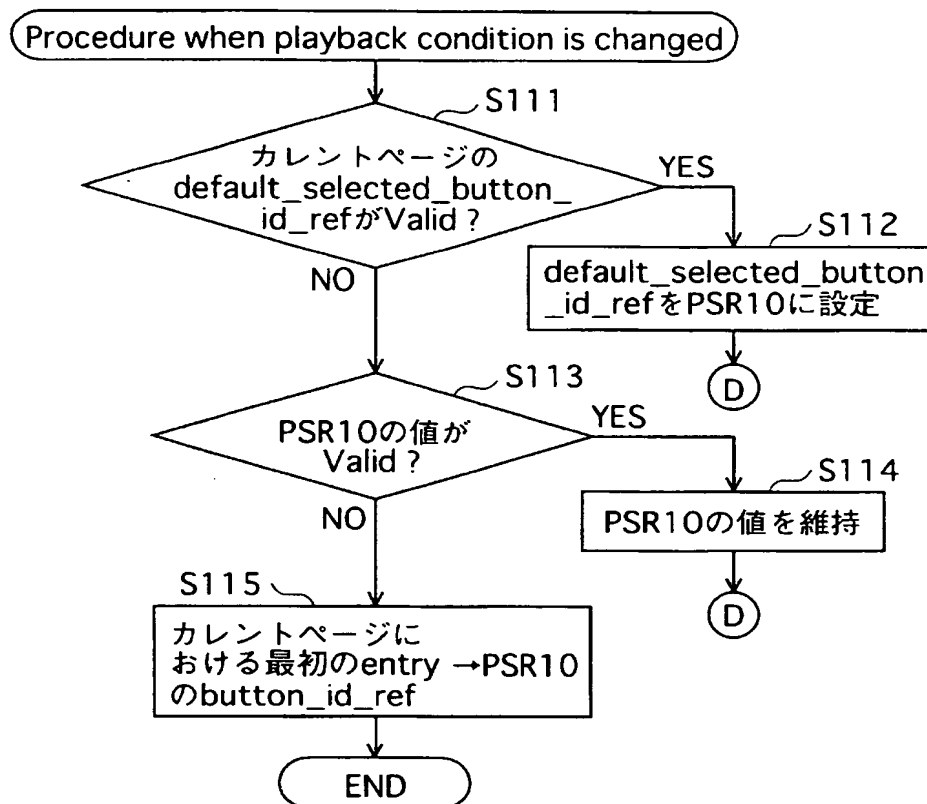 Procedure when playback condition is changed
S111
カレントページの
default_selected_button_
id_refがValid?
YES
NO
S112
default_selected_button
_id_refをPSR10に設定
D
S113
PSR10の値が
Valid?
YES
NO
S114
PSR10の値を維持
D
S115
カレントページに
おける最初のentry →PSR10
のbutton_id_ref
END